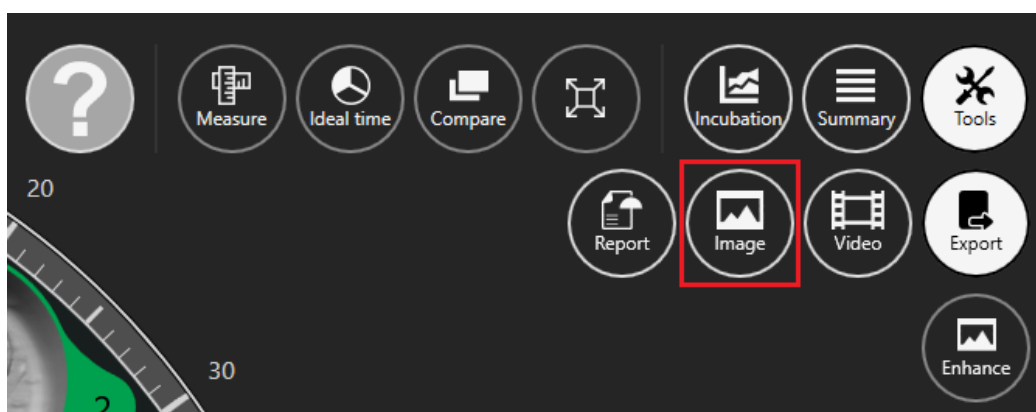 ?
Measure
Ideal time
Compare
Incubation
Summary
Tools
20
Report
Image
Video
Export
30
Enhance
2